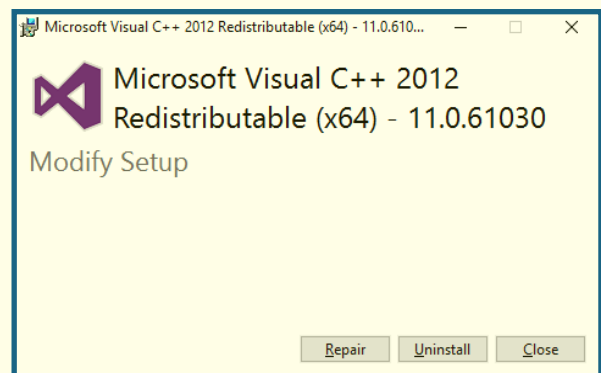 Microsoft Visual C++ 2012 Redistributable (x64) - 11.0.610...
Microsoft Visual C++ 2012
Redistributable (x64) - 11.0.61030
Modify Setup
Repair Uninstall Close